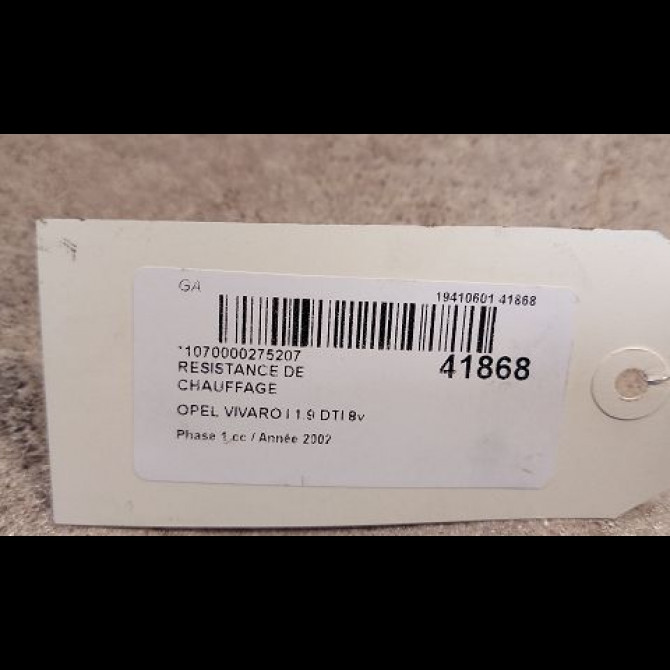 GA
19410601 41868
*1070000275207
41868
RESISTANCE DE
CHAUFFAGE
OPEL VIVARO I 1.9 DTI 8v
Phase 1 cc / Année 2002